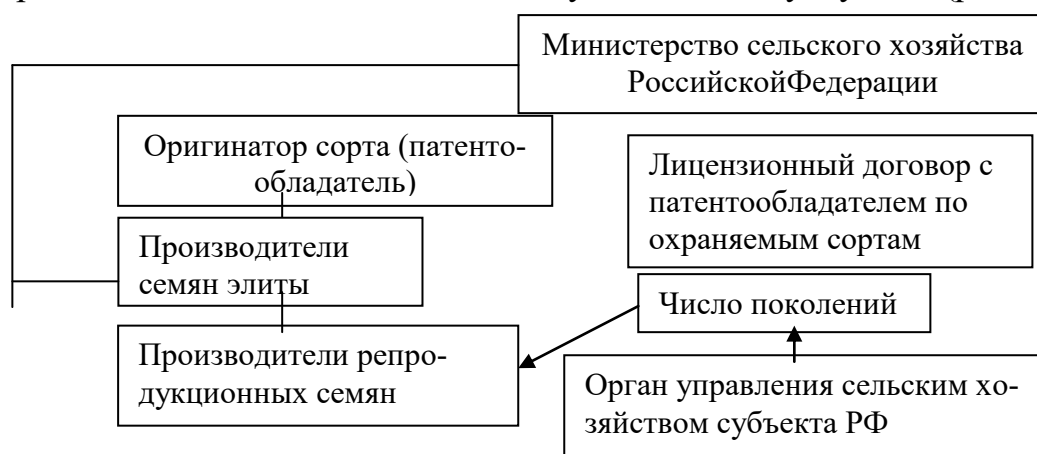 Министерство сельского хозяйства
РоссийскойФедерации
Оригинатор сорта (патенто-
обладатель)
Лицензионный договор с
патентообладателем по
охраняемым сортам
Производители
семян элиты
Число поколений
Производители репро-
дукционных семян
Орган управления сельским хо-
зяйством субъекта РФ